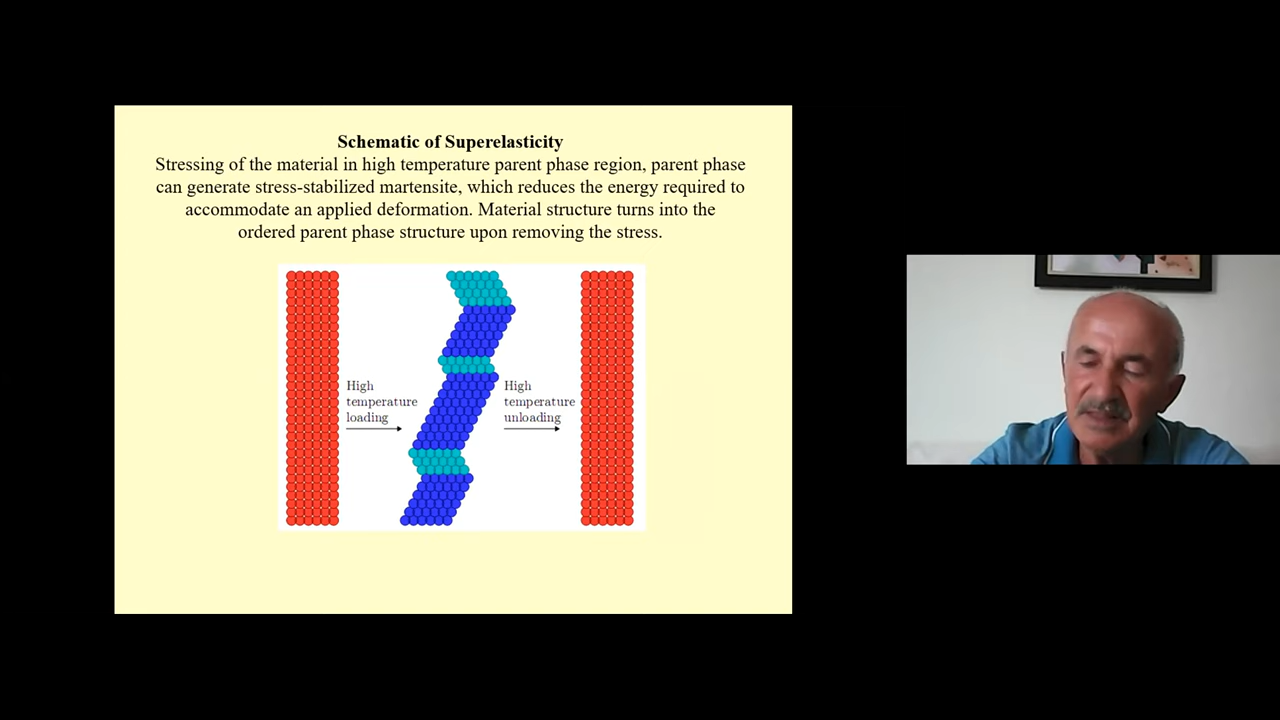 Schematic of Superelasticity
Stressing of the material in high temperature parent phase region, parent phase
can generate stress-stabilized martensite, which reduces the energy required to
accommodate an applied deformation. Material structure turns into the
ordered parent phase structure upon removing the stress.
High
temperature
loading
High
temperature
unloading